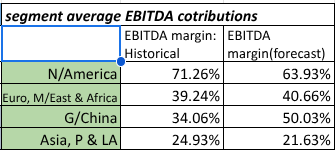 segment average EBITDA cotributions
EBITDA margin: Historical EBITDA margin(forecast)
N/America 71.26% 63.93%
Euro, M/East & Africa 39.24% 40.66%
G/China 34.06% 50.03%
Asia, P & LA 24.93% 21.63%